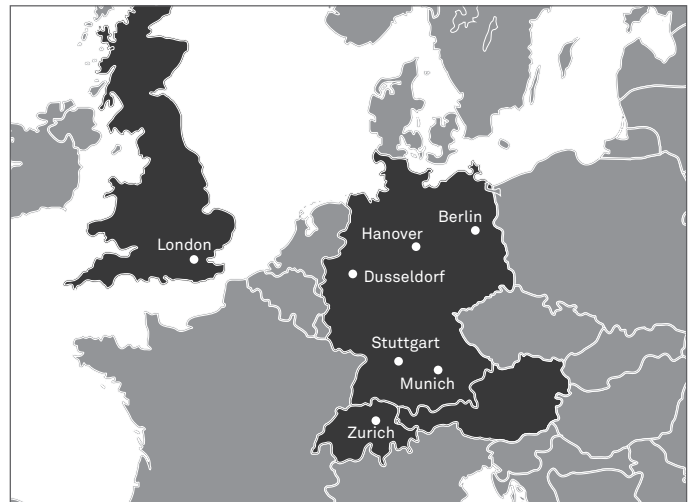 Berlin
Hanover
London
Dusseldorf
Stuttgart
Munich
Zurich